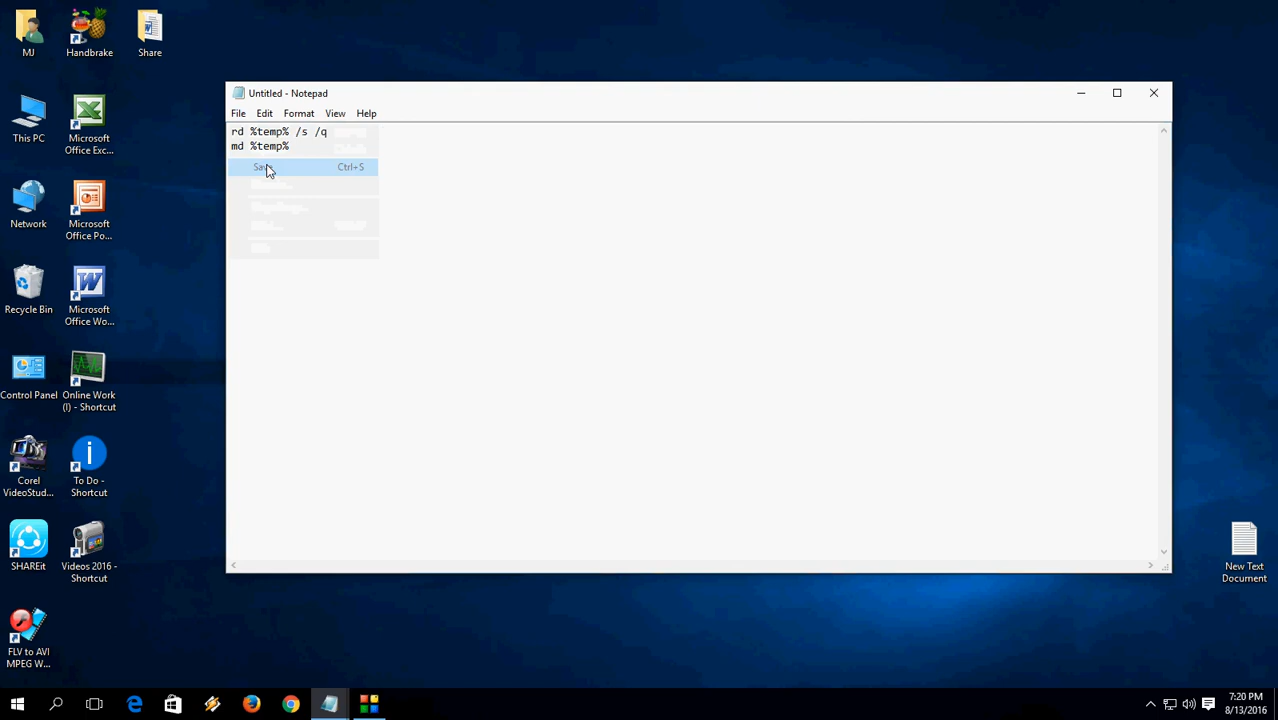 MJ
Handbrake
Share
This PC
Microsoft
Office Exc...
Network
Microsoft
Office Po...
Recycle Bin
Microsoft
Office Wo...
Control Panel
Online Work
(I) - Shortcut
Corel
VideoStud...
To Do -
Shortcut
SHAREit
Videos 2016 -
Shortcut
FLV to AVI
MPEG W...
Untitled - Notepad
File Edit Format View Help
rd %temp% /s /q
md %temp%
Save Ctrl+S
New Text
Document
7:20 PM
8/13/2016